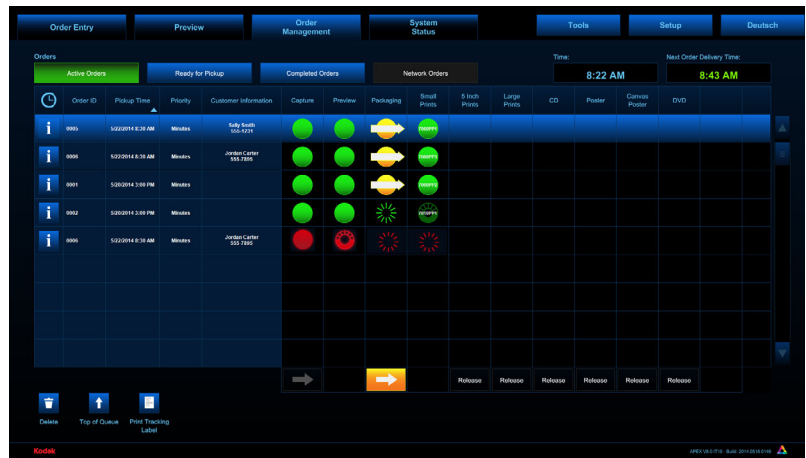 Order Entry
Preview
Order
Management
System
Status
Tools
Setup
Deutsch
Orders
Time:
Next Order Delivery Time:
Active Orders
Ready for Pickup
Completed Orders
Network Orders
8:22 AM
8:43 AM
Order ID
Pickup Time
Priority
Customer Information
Capture
Preview
Packaging
Small
Prints
5 Inch
Prints
Large
Prints
CD
Poster
Canvas
Poster
DVD
0005 5/22/2014 8:30 AM Minutes Sally Smith
555-1231
0006 5/22/2014 8:30 AM Minutes Jordan Carter
555-7895
0001 5/20/2014 3:00 PM Minutes
0002 5/20/2014 3:00 PM Minutes
0006 5/22/2014 8:30 AM Minutes Jordan Carter
555-7895
Release Release Release Release Release Release
Delete
Top of Queue
Print Tracking
Label
Kodak